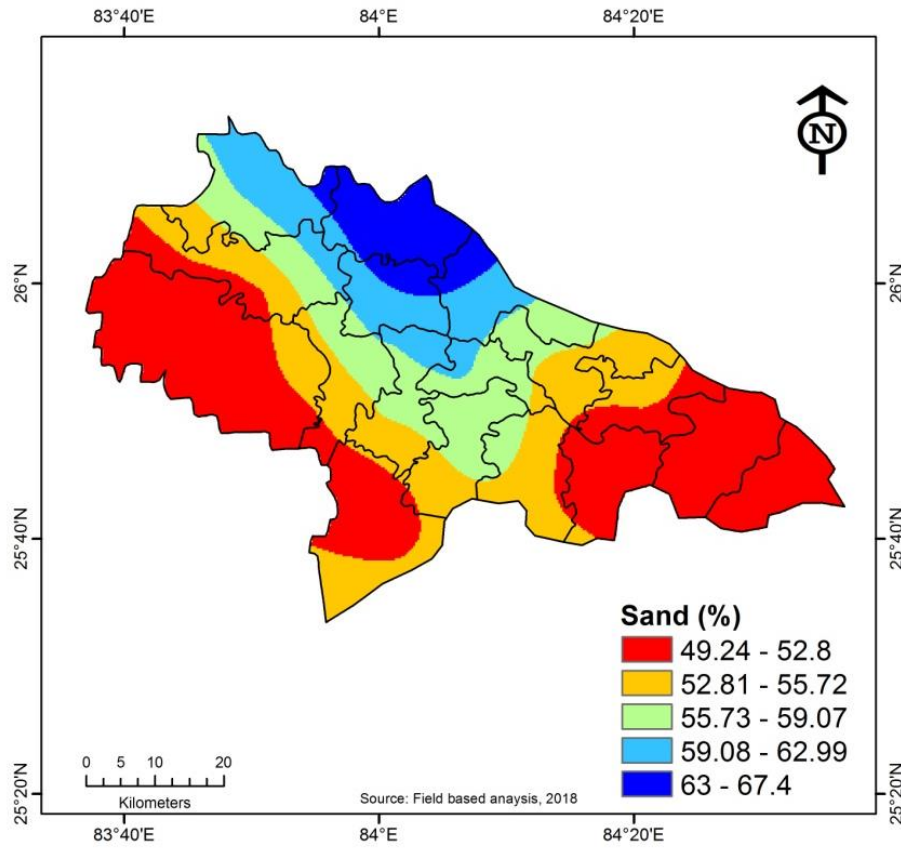 83°40'E 84°E 84°20'E
N
26°N 26°N
25°40'N 25°40'N
Sand (%)
49.24 - 52.8
52.81 - 55.72
55.73 - 59.07
59.08 - 62.99
63 - 67.4
0 5 10 20
Kilometers
Source: Field based anaysis, 2018
25°20'N 25°20'N
83°40'E 84°E 84°20'E